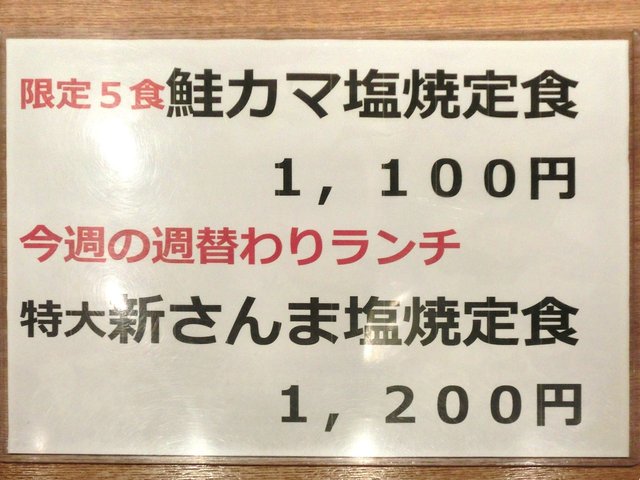 限定５食鮭カマ塩焼定食
１，１００円
今週の週替わりランチ
特大新さんま塩焼定食
１，２００円